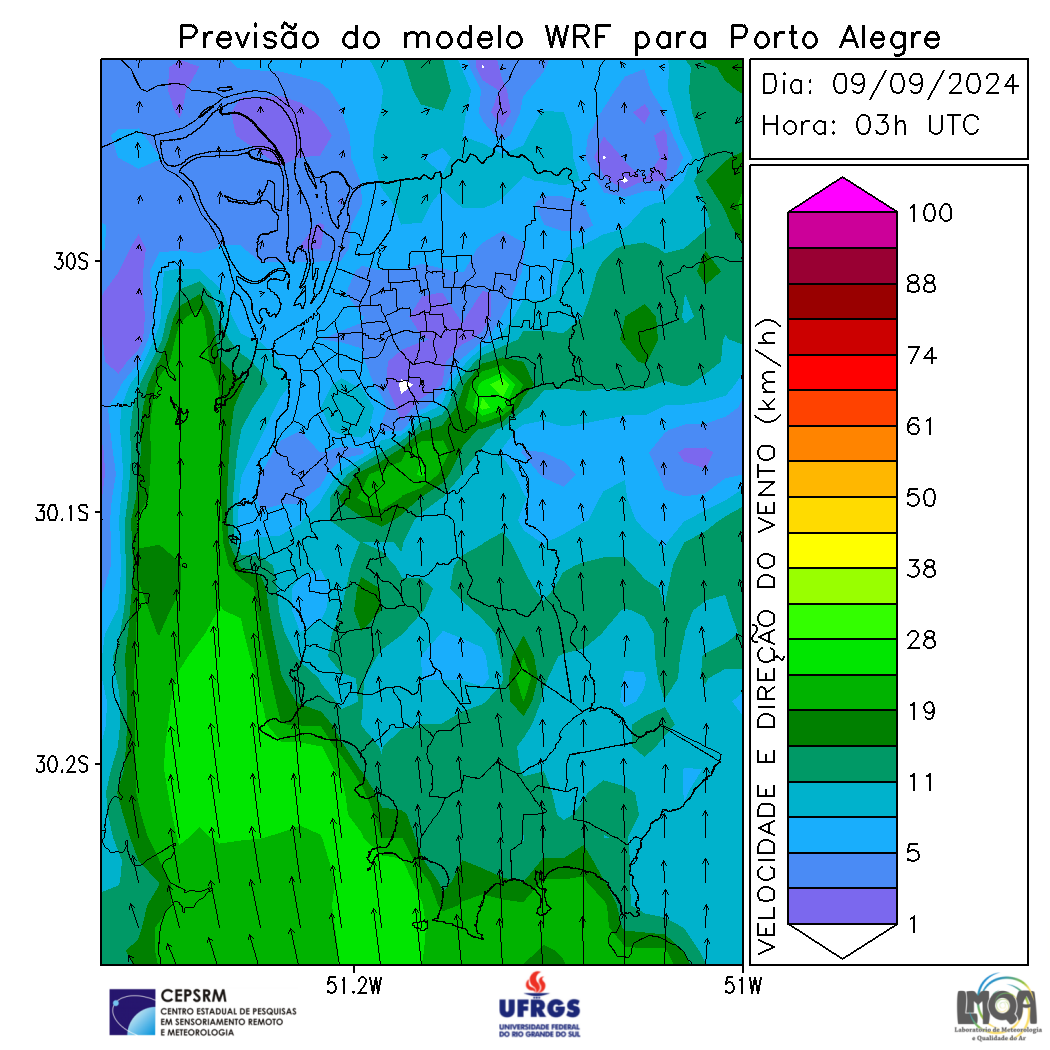 Previsão do modelo WRF para Porto Alegre
Dia: 09/09/2024
Hora: 03h UTC
30S
30.1S
30.2S
51.2W
51W
VELOCIDADE E DIREÇÃO DO VENTO (km/h)
100
88
74
61
50
38
28
19
11
5
1
CEPSRM
CENTRO ESTADUAL DE PESQUISAS
EM SENSORIAMENTO REMOTO
E METEOROLOGIA
UFRGS
UNIVERSIDADE FEDERAL
DO RIO GRANDE DO SUL
LMQA
Laboratório de Meteorologia
e Qualidade do Ar